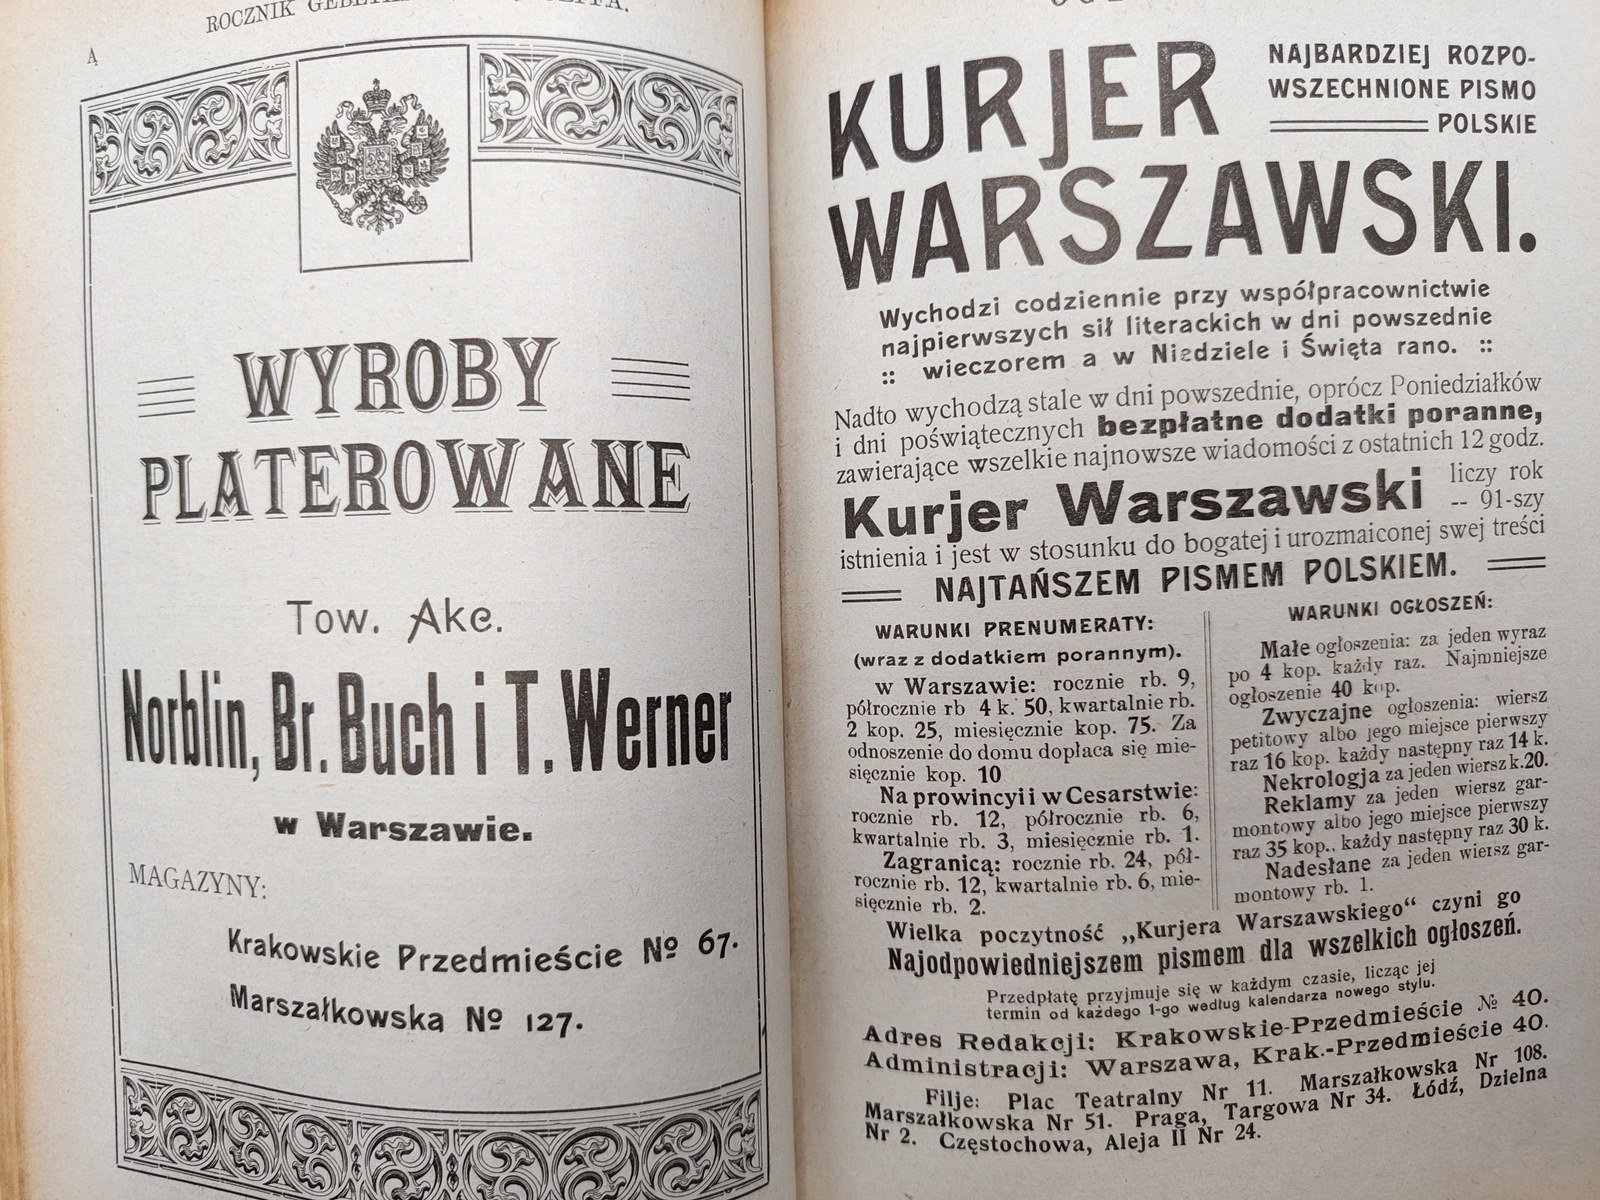 ROCZNIK
Ą
WYROBY
PLATEROWANE
Tow. Akc.
Norblin, Br. Buch i T. Werner
w Warszawie.
MAGAZYNY:
Krakowskie Przedmieście № 67.
Marszałkowska № 127.
KURJER
NAJBARDZIEJ ROZPO-
WSZECHNIONE PISMO
POLSKIE
WARSZAWSKI.
Wychodzi codziennie przy współpracownictwie
najpierwszych sił literackich w dni powszednie
:: wieczorem a w Niedziele i Święta rano. ::
Nadto wychodzą stale w dni powszednie, oprócz Poniedziałków
i dni poświątecznych bezpłatne dodatki poranne,
zawierające wszelkie najnowsze wiadomości z ostatnich 12 godz.
Kurjer Warszawski liczy rok
-- 91-szy
istnienia i jest w stosunku do bogatej i urozmaiconej swej treści
NAJTAŃSZEM PISMEM POLSKIEM.
WARUNKI PRENUMERATY:
(wraz z dodatkiem porannym).
w Warszawie: rocznie rb. 9,
półrocznie rb 4 k. 50, kwartalnie rb.
2 kop. 25, miesięcznie kop. 75. Za
odnoszenie do domu dopłaca się mie-
sięcznie kop. 10
Na prowincyi i w Cesarstwie:
rocznie rb. 12, półrocznie rb. 6,
kwartalnie rb. 3, miesięcznie rb. 1.
Zagranicą: rocznie rb. 24, pół-
rocznie rb. 12, kwartalnie rb. 6, mie-
sięcznie rb. 2.
WARUNKI OGŁOSZEŃ:
Małe ogłoszenia: za jeden wyraz
po 4 kop. każdy raz. Najmniejsze
ogłoszenie 40 kop.
Zwyczajne ogłoszenia: wiersz
petitowy albo jego miejsce pierwszy
raz 16 kop. każdy następny raz 14 k.
Nekrologja za jeden wiersz k. 20.
Reklamy za jeden wiersz gar-
montowy albo jego miejsce pierwszy
raz 35 kop., każdy następny raz 30 k.
Nadesłane za jeden wiersz gar-
montowy rb. 1.
Wielka poczytność „Kurjera Warszawskiego“ czyni go
Najodpowiedniejszem pismem dla wszelkich ogłoszeń.
Przedpłatę przyjmuje się w każdym czasie, licząc jej
termin od każdego 1-go według kalendarza nowego stylu.
Adres Redakcji: Krakowskie-Przedmieście № 40.
Administracji: Warszawa, Krak.-Przedmieście 40.
Filje: Plac Teatralny Nr 11. Marszałkowska Nr 108.
Marszałkowska Nr 51. Praga, Targowa Nr 34. Łódź, Dzielna
Nr 2. Częstochowa, Aleja II Nr 24.